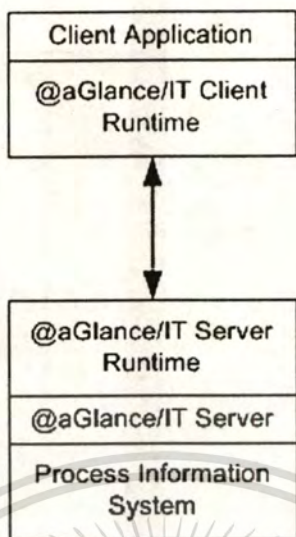 Client Application
@aGlance/IT Client
Runtime
@aGlance/IT Server
Runtime
@aGlance/IT Server
Process Information
System